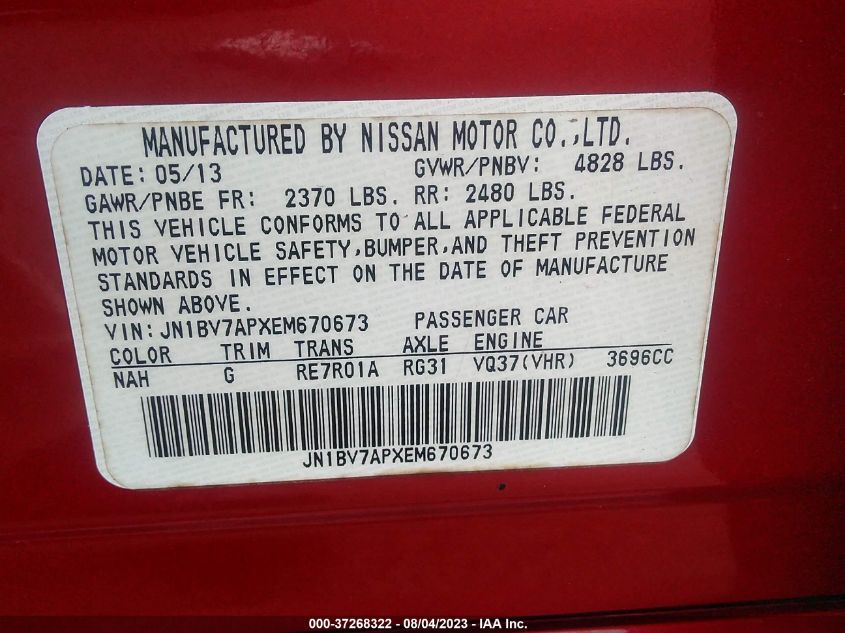 MANUFACTURED BY NISSAN MOTOR CO.,LTD.
DATE: 05/13 GVWR/PNBV: 4828 LBS.
GAWR/PNBE FR: 2370 LBS. RR: 2480 LBS.
THIS VEHICLE CONFORMS TO ALL APPLICABLE FEDERAL
MOTOR VEHICLE SAFETY,BUMPER,AND THEFT PREVENTION
STANDARDS IN EFFECT ON THE DATE OF MANUFACTURE
SHOWN ABOVE.
VIN:JN1BV7APXEM670673 PASSENGER CAR
COLOR TRIM TRANS AXLE ENGINE
NAH G RE7R01A RG31 VQ37(VHR) 3696CC
JN1BV7APXEM670673
000-37268322 - 08/04/2023 - IAA Inc.